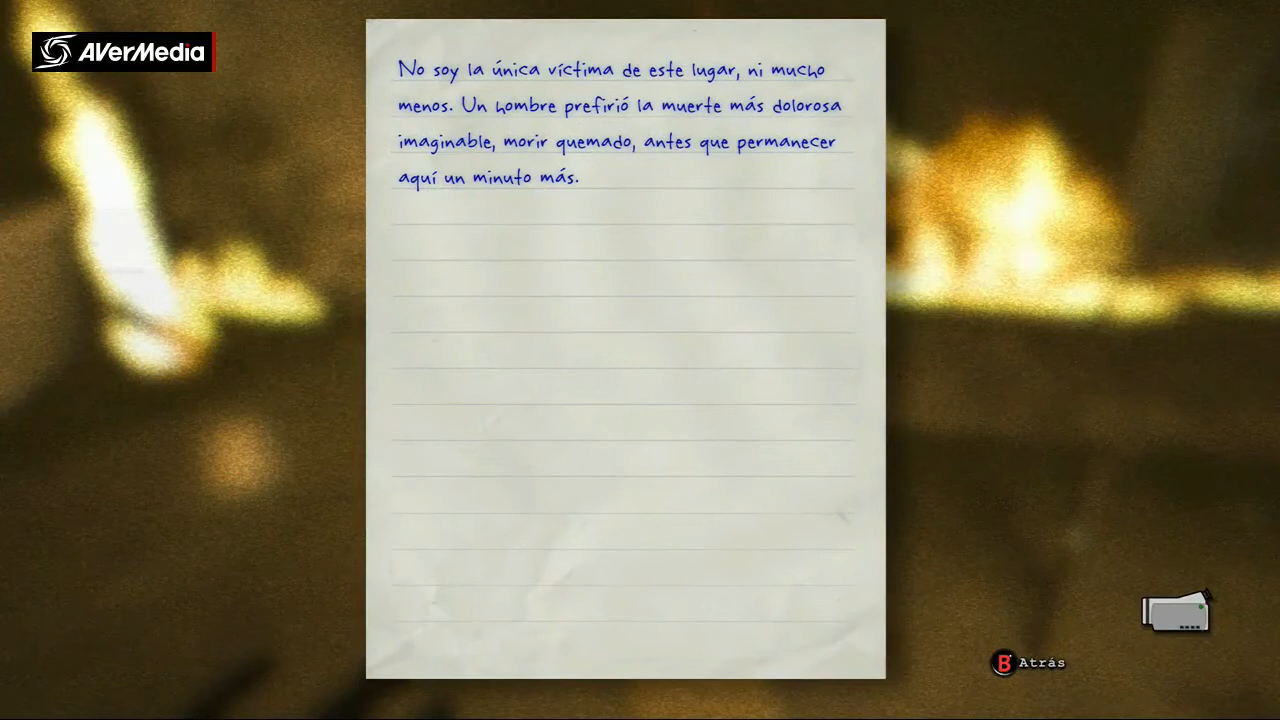 AVerMedia
No soy la única víctima de este lugar, ni mucho
menos. Un hombre prefirió la muerte más dolorosa
imaginable, morir quemado, antes que permanecer
aquí un minuto más.
B Atrás